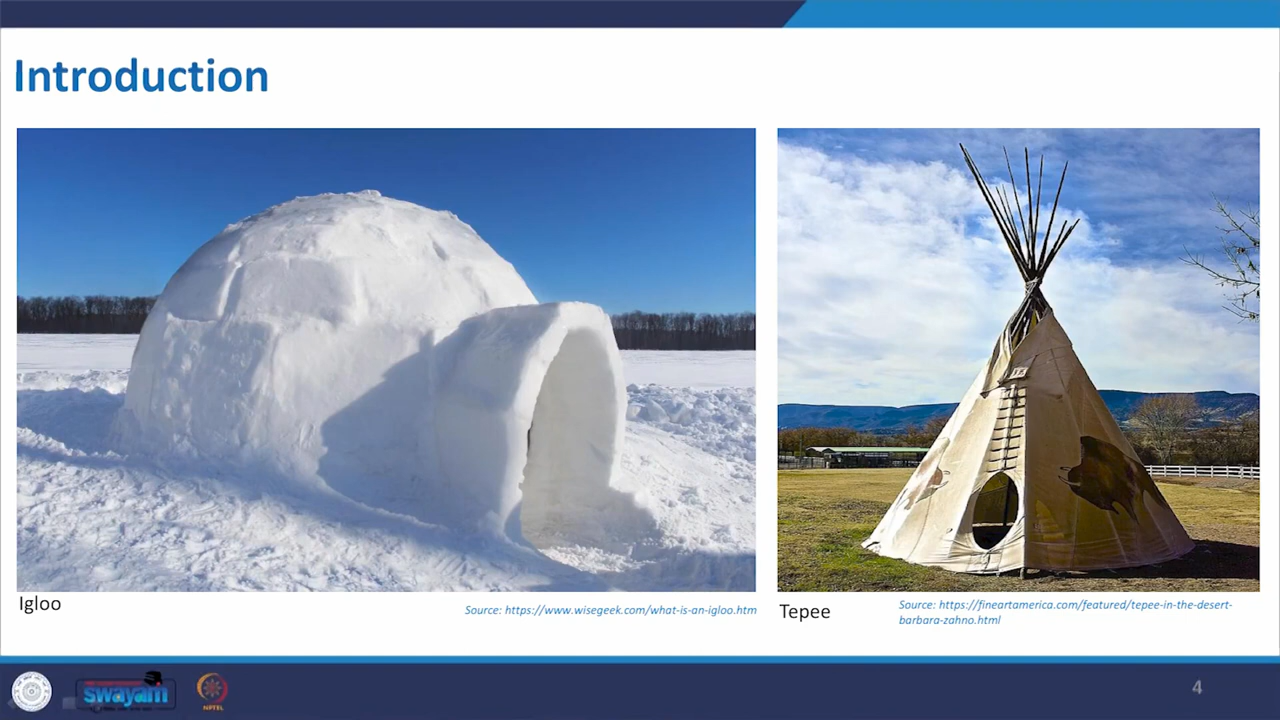 Introduction
Igloo
Source: https://www.wisegeek.com/what-is-an-igloo.htm
Tepee
Source: https://fineartamerica.com/featured/tepee-in-the-desert-
barbara-zahno.html
swayam
NPTEL
4